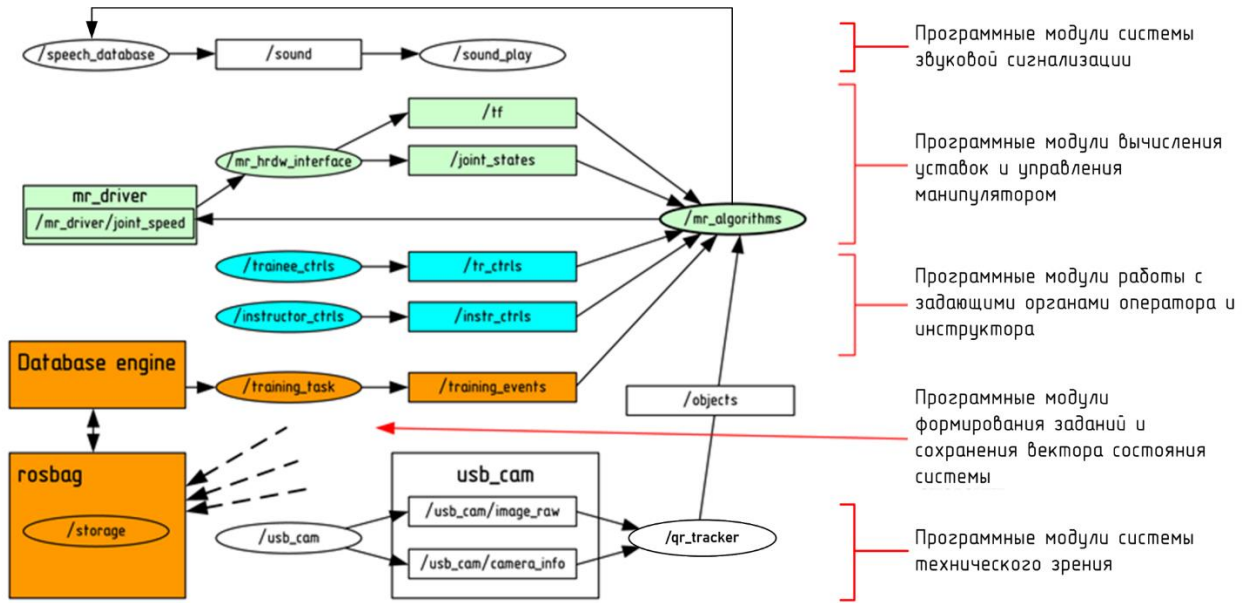 /speech_database
/sound
/sound_play
Программные модули системы
звуковой сигнализации
/tf
/mr_hrdw_interface
/joint_states
mr_driver
/mr_driver/joint_speed
/mr_algorithms
Программные модули вычисления
уставок и управления
манипулятором
/trainee_ctrls
/tr_ctrls
/instructor_ctrls
/instr_ctrls
Программные модули работы с
задающими органами оператора и
инструктора
Database engine
/training_task
/training_events
/objects
Программные модули
формирования заданий и
сохранения вектора состояния
системы
rosbag
/storage
usb_cam
/usb_cam/image_raw
/usb_cam
/usb_cam/camera_info
/qr_tracker
Программные модули системы
технического зрения